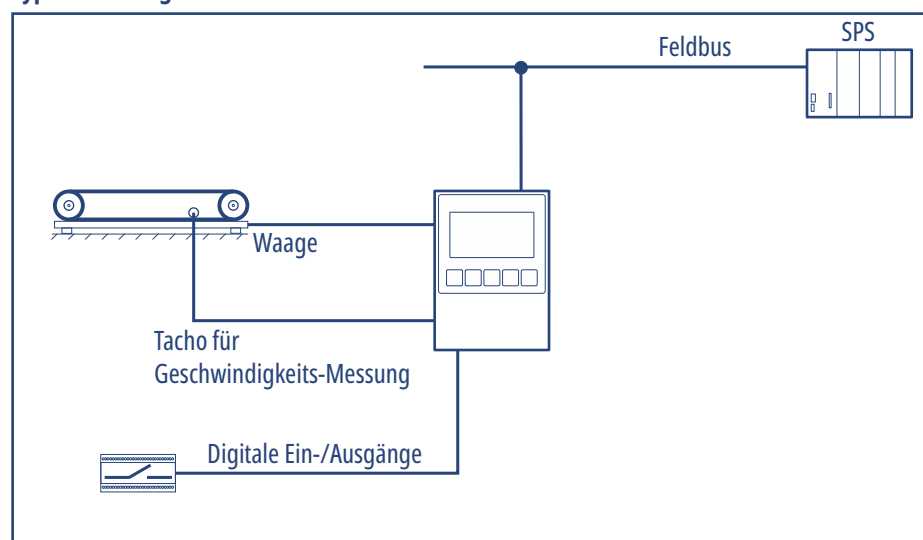 Feldbus
SPS
Waage
Tacho für
Geschwindigkeits-Messung
Digitale Ein-/Ausgänge